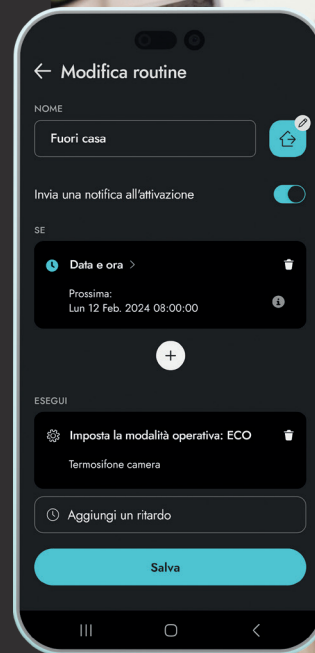 Modifica routine
NOME
Fuori casa
Invia una notifica all'attivazione
SE
Data e ora >
Prossima:
Lun 12 Feb. 2024 08:00:00
ESEGUI
Imposta la modalità operativa: ECO
Termosifone camera
Aggiungi un ritardo
Salva